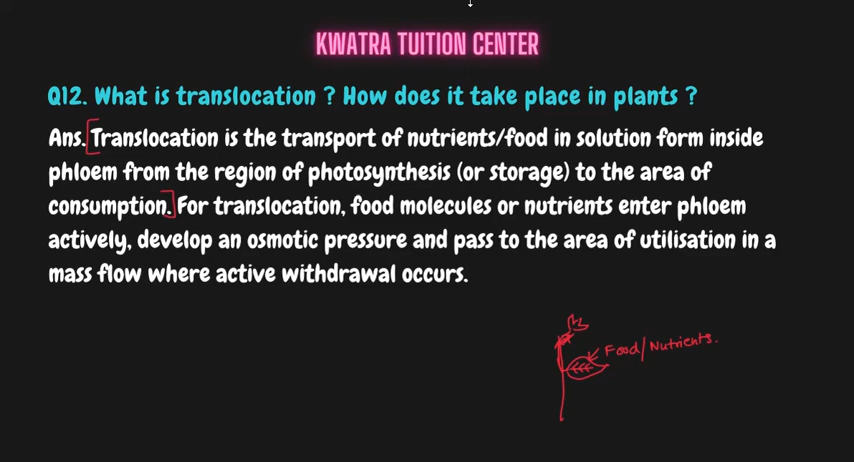 KWATRA TUITION CENTER
Q12. What is translocation ? How does it take place in plants ?
Ans. Translocation is the transport of nutrients/food in solution form inside
phloem from the region of photosynthesis (or storage) to the area of
consumption. For translocation, food molecules or nutrients enter phloem
actively, develop an osmotic pressure and pass to the area of utilisation in a
mass flow where active withdrawal occurs.
Food/Nutrients.